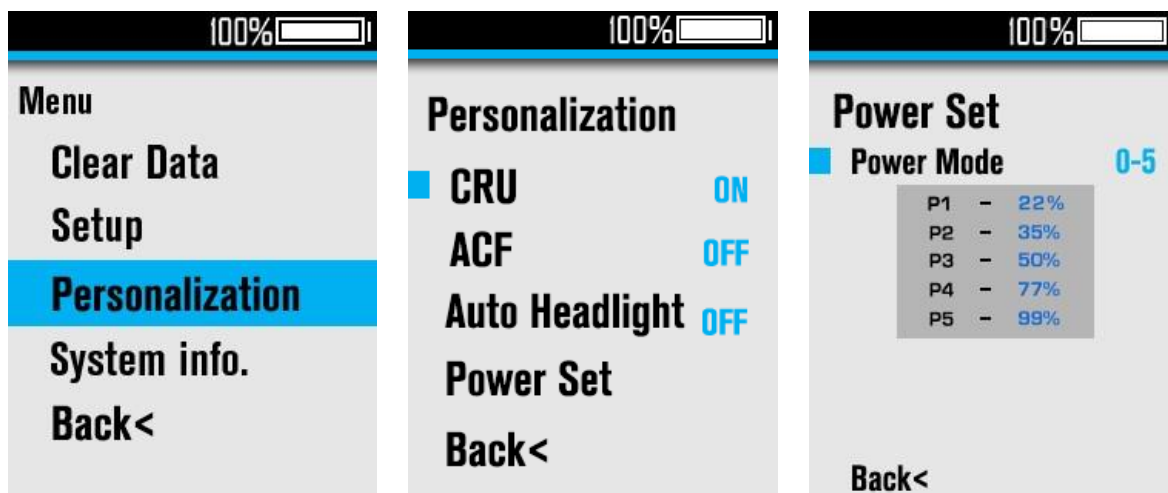 100%
Menu
Clear Data
Setup
Personalization
System info.
Back<
100%
Personalization
CRU ON
ACF OFF
Auto Headlight OFF
Power Set
Back<
100%
Power Set
Power Mode 0-5
P1 - 22%
P2 - 35%
P3 - 50%
P4 - 77%
P5 - 99%
Back<